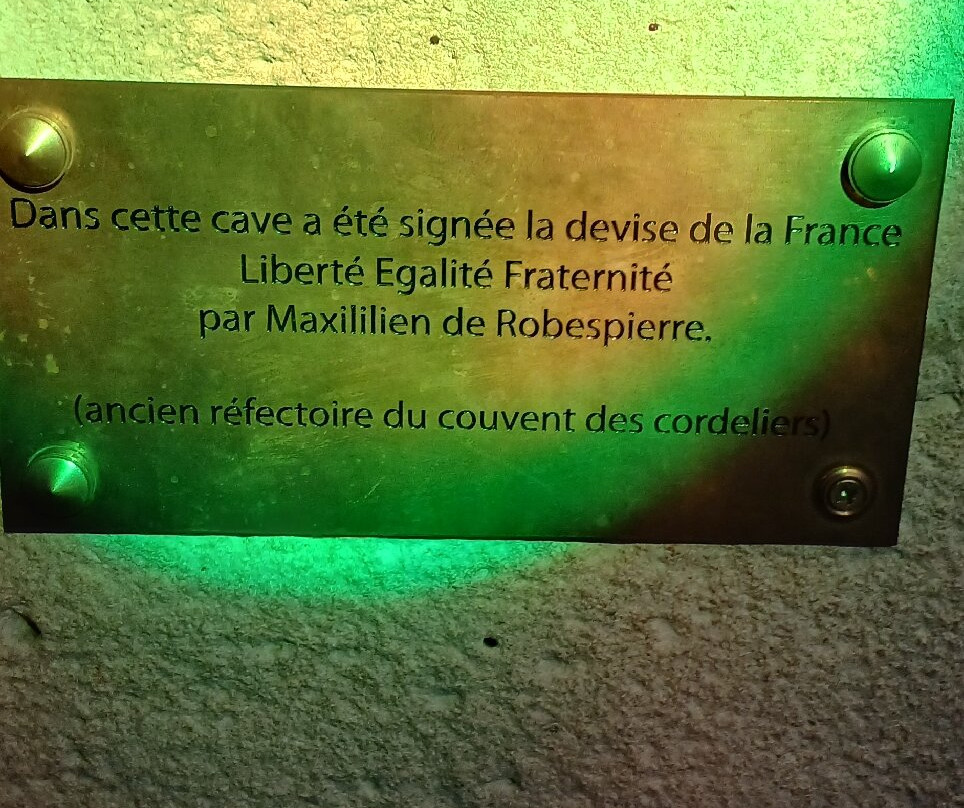 Dans cette cave a été signée la devise de la France
Liberté Egalité Fraternité
par Maxililien de Robespierre.
(ancien réfectoire du couvent des cordeliers)